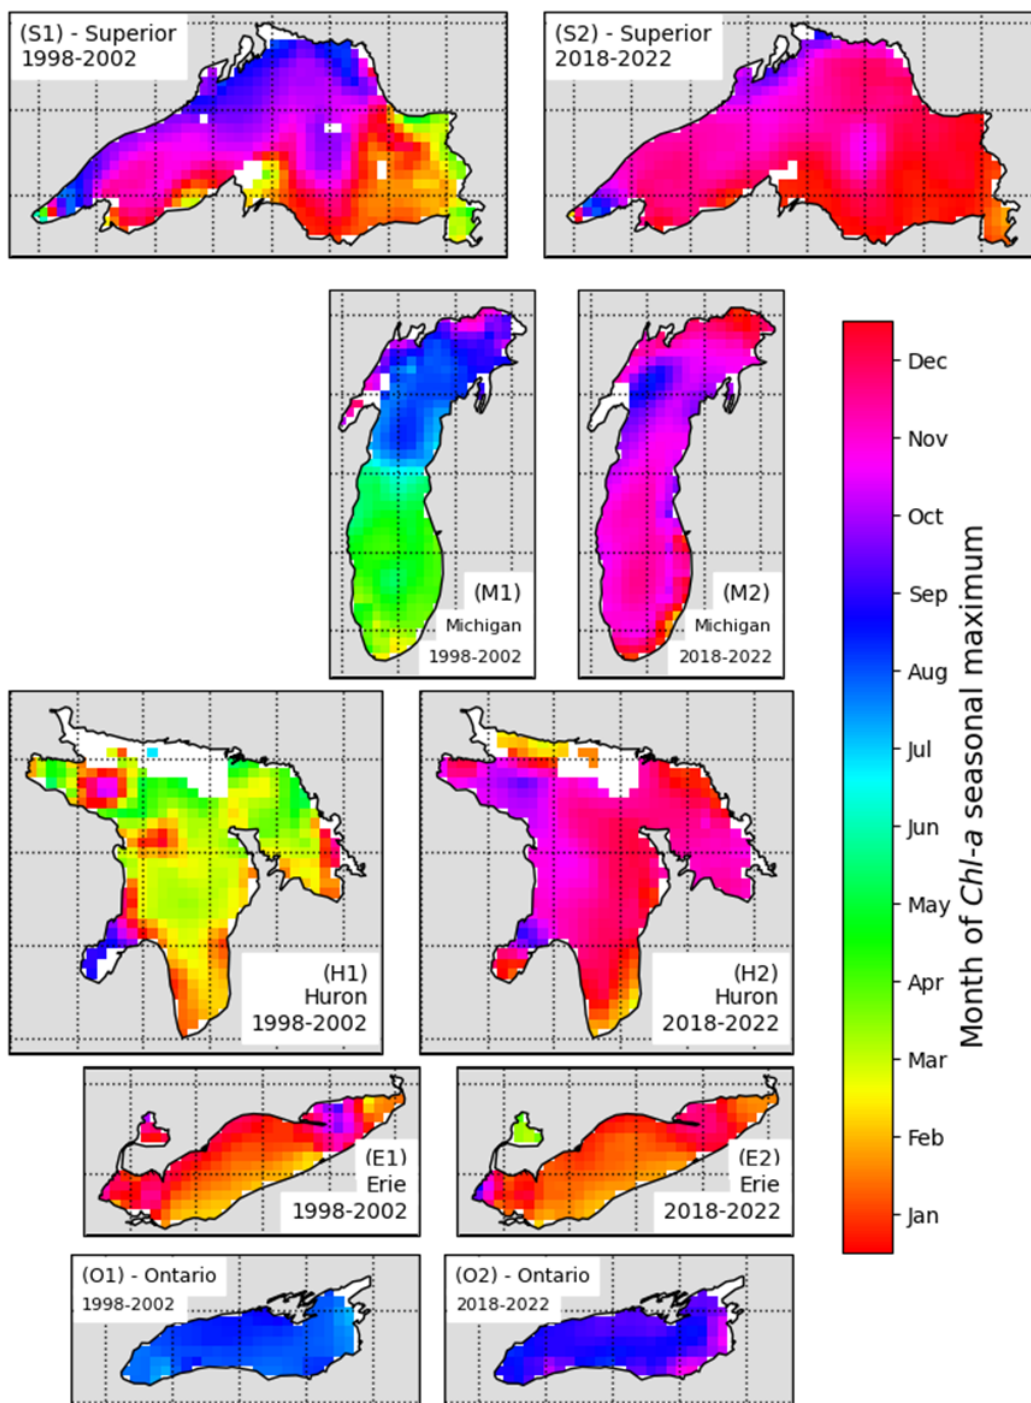 (S1) - Superior
1998-2002
(S2) - Superior
2018-2022
(M1)
Michigan
1998-2002
(M2)
Michigan
2018-2022
Dec
Nov
Oct
Sep
Aug
Jul
Jun
May
Apr
Mar
Feb
Jan
Month of Chl-a seasonal maximum
(H1)
Huron
1998-2002
(H2)
Huron
2018-2022
(E1)
Erie
1998-2002
(E2)
Erie
2018-2022
(O1) - Ontario
1998-2002
(O2) - Ontario
2018-2022